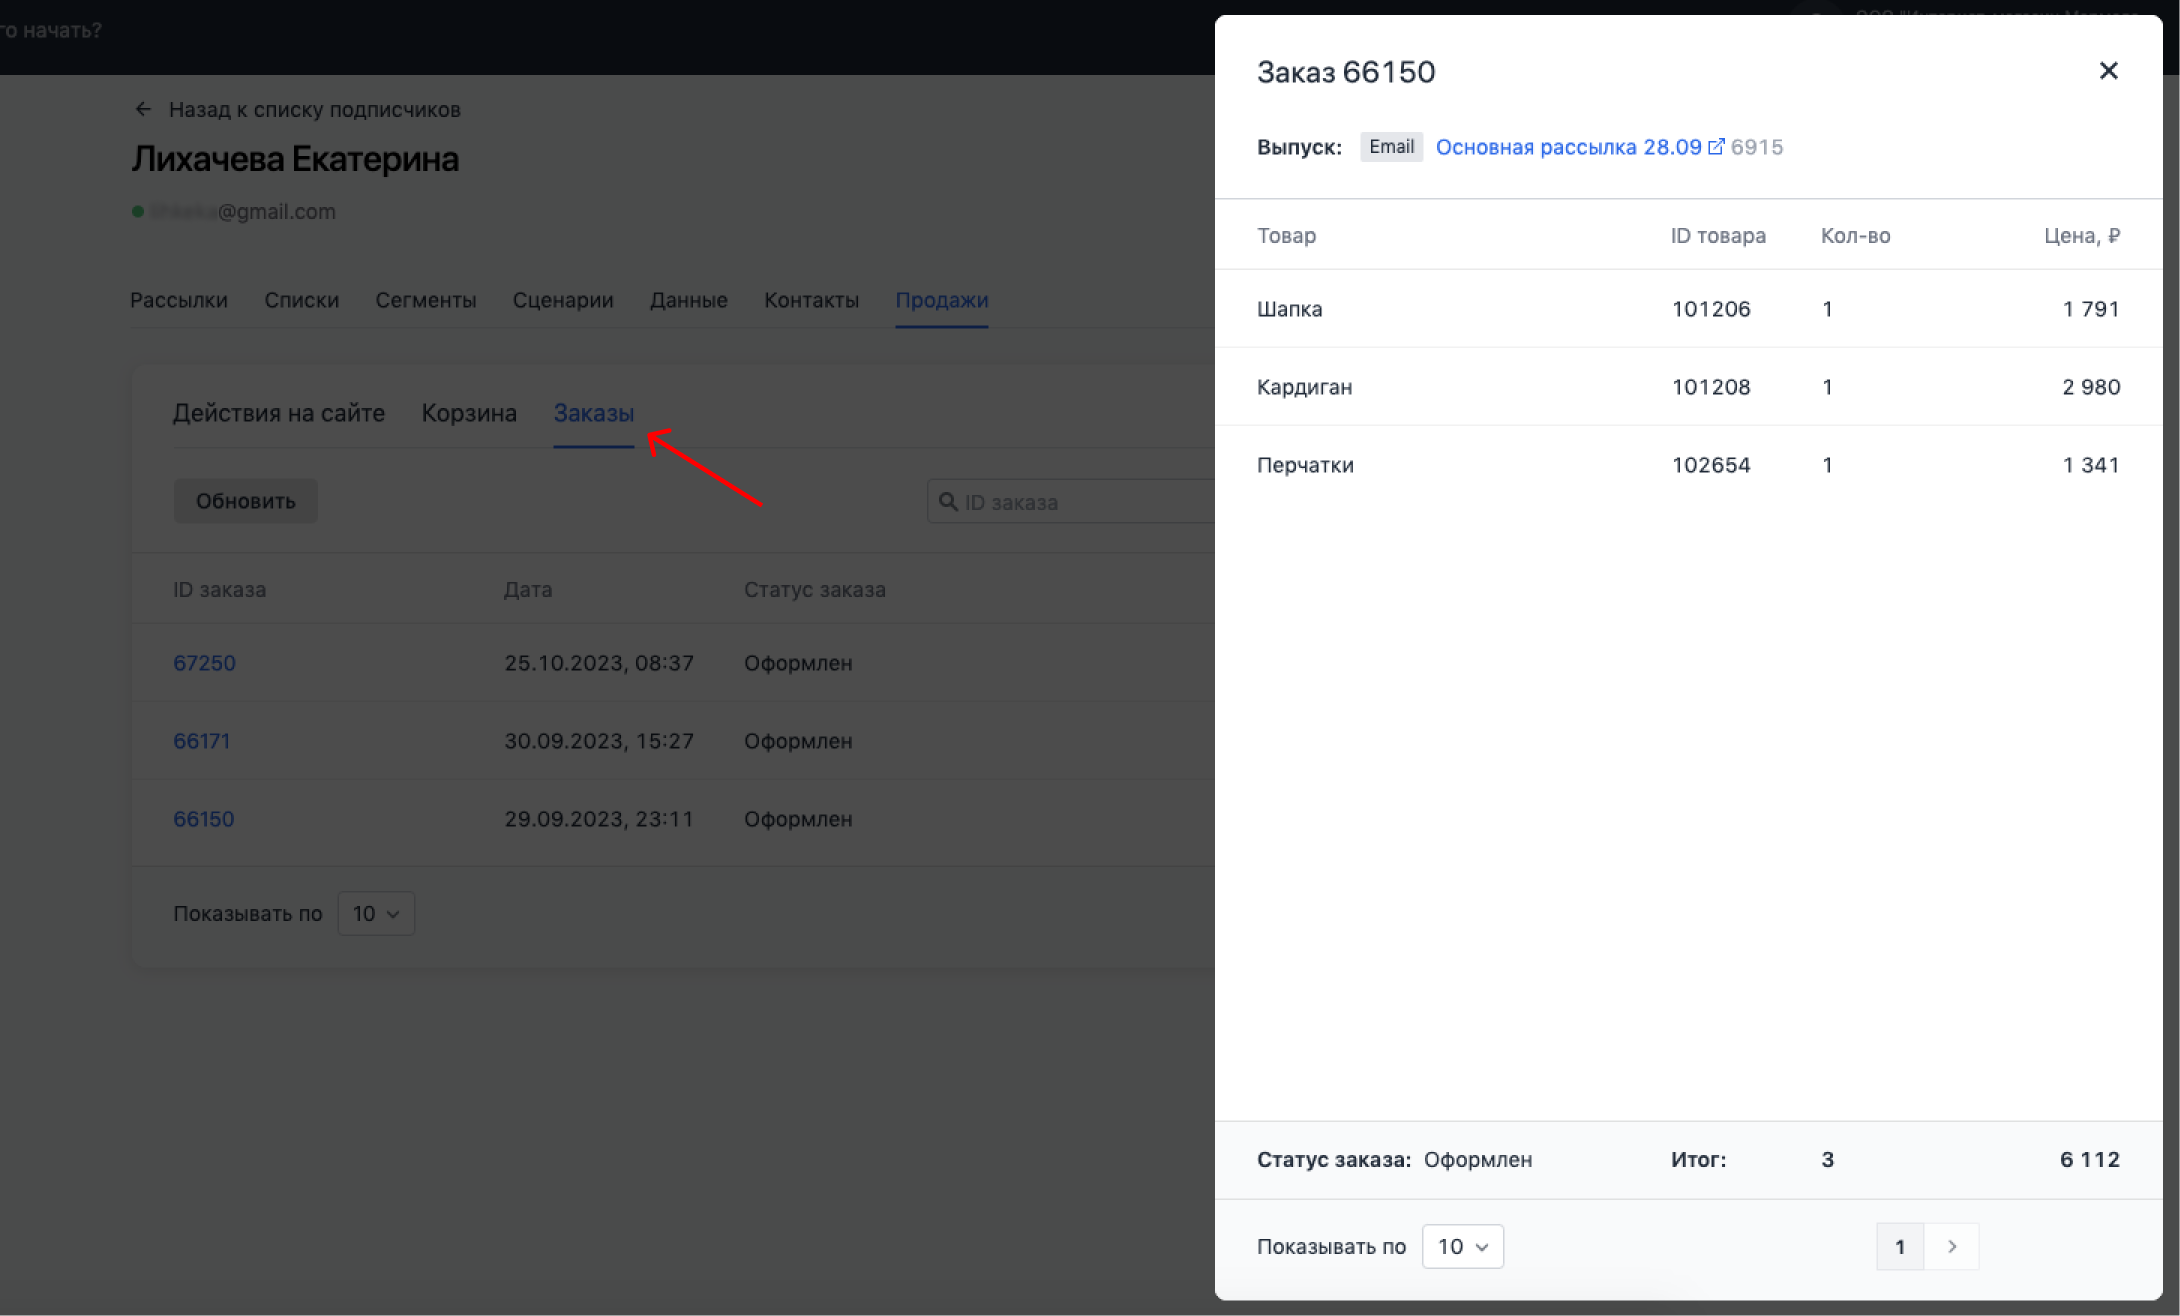 го начать?
← Назад к списку подписчиков
Лихачева Екатерина
@gmail.com
Рассылки Списки Сегменты Сценарии Данные Контакты Продажи
Действия на сайте Корзина Заказы
Обновить
ID заказа
ID заказа Дата Статус заказа
67250 25.10.2023, 08:37 Оформлен
66171 30.09.2023, 15:27 Оформлен
66150 29.09.2023, 23:11 Оформлен
Показывать по 10
Заказ 66150
Выпуск: Email Основная рассылка 28.09 6915
Товар ID товара Кол-во Цена, ₽
Шапка 101206 1 1 791
Кардиган 101208 1 2 980
Перчатки 102654 1 1 341
Статус заказа: Оформлен Итог: 3 6 112
Показывать по 10
1